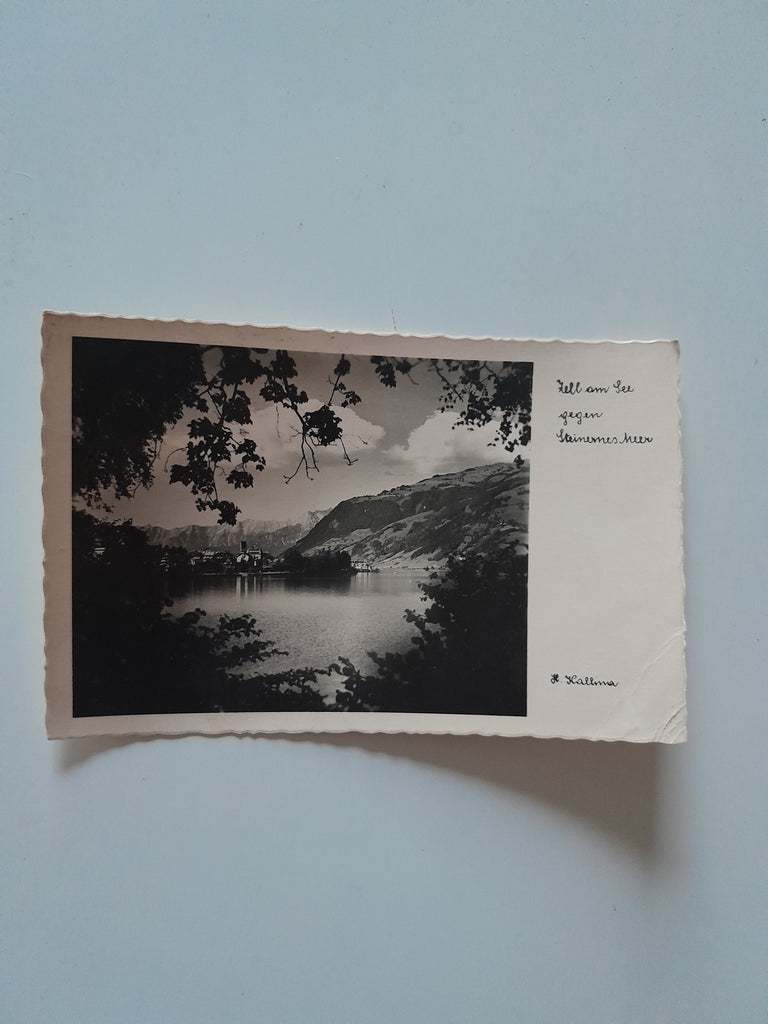 Zell am See
gegen
Steinernes Meer
H. Kallina